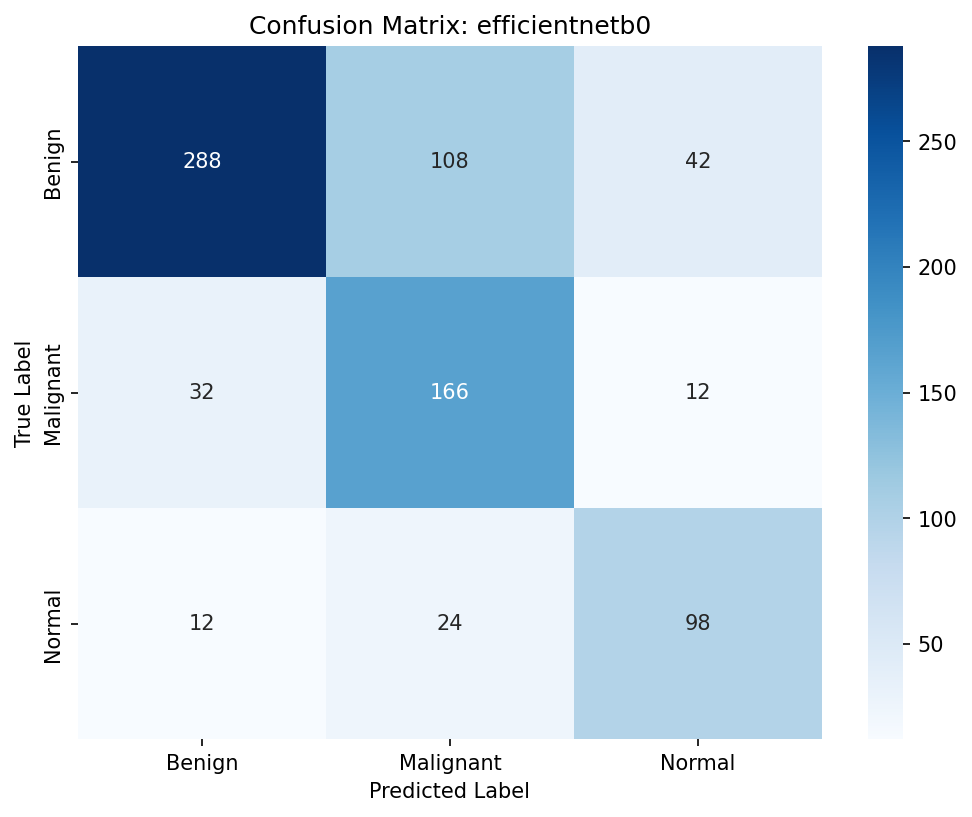 Confusion Matrix: efficientnetb0
True Label
Benign
288
108
42
Malignant
32
166
12
Normal
12
24
98
Benign
Malignant
Normal
Predicted Label
250
200
150
100
50